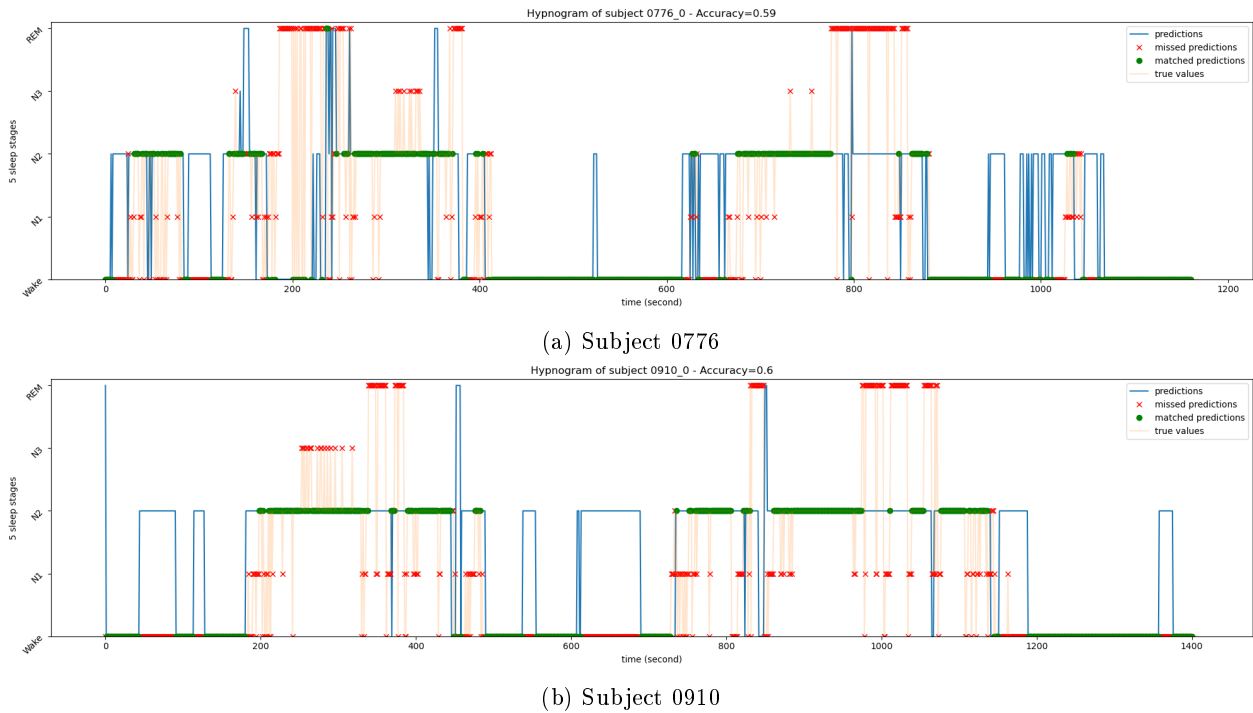 Hypnogram of subject 0776_0 - Accuracy=0.59
predictions
missed predictions
matched predictions
true values
5 sleep stages
REM
N3
N2
N1
Wake
0 200 400 600 800 1000 1200
time (second)
(a) Subject 0776
Hypnogram of subject 0910_0 - Accuracy=0.6
predictions
missed predictions
matched predictions
true values
5 sleep stages
REM
N3
N2
N1
Wake
0 200 400 600 800 1000 1200 1400
time (second)
(b) Subject 0910